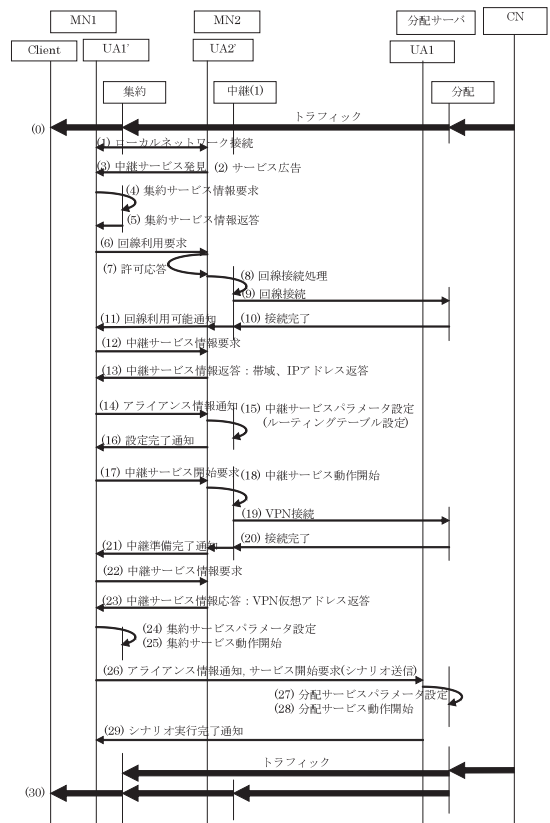 MN1
MN2
分配サーバ
CN
Client
UA1'
UA2'
UA1
集約
中継(1)
分配
トラフィック
(0)
(1) ローカルネットワーク接続
(3) 中継サービス発見
(2) サービス広告
(4) 集約サービス情報要求
(5) 集約サービス情報返答
(6) 回線利用要求
(7) 許可応答
(8) 回線接続処理
(9) 回線接続
(11) 回線利用可能通知
(10) 接続完了
(12) 中継サービス情報要求
(13) 中継サービス情報返答：帯域、IPアドレス返答
(14) アライアンス情報通知
(15) 中継サービスパラメータ設定
(ルーティングテーブル設定)
(16) 設定完了通知
(17) 中継サービス開始要求
(18) 中継サービス動作開始
(19) VPN接続
(21) 中継準備完了通知
(20) 接続完了
(22) 中継サービス情報要求
(23) 中継サービス情報応答：VPN仮想アドレス返答
(24) 集約サービスパラメータ設定
(25) 集約サービス動作開始
(26) アライアンス情報通知, サービス開始要求(シナリオ送信)
(27) 分配サービスパラメータ設定
(28) 分配サービス動作開始
(29) シナリオ実行完了通知
トラフィック
(30)